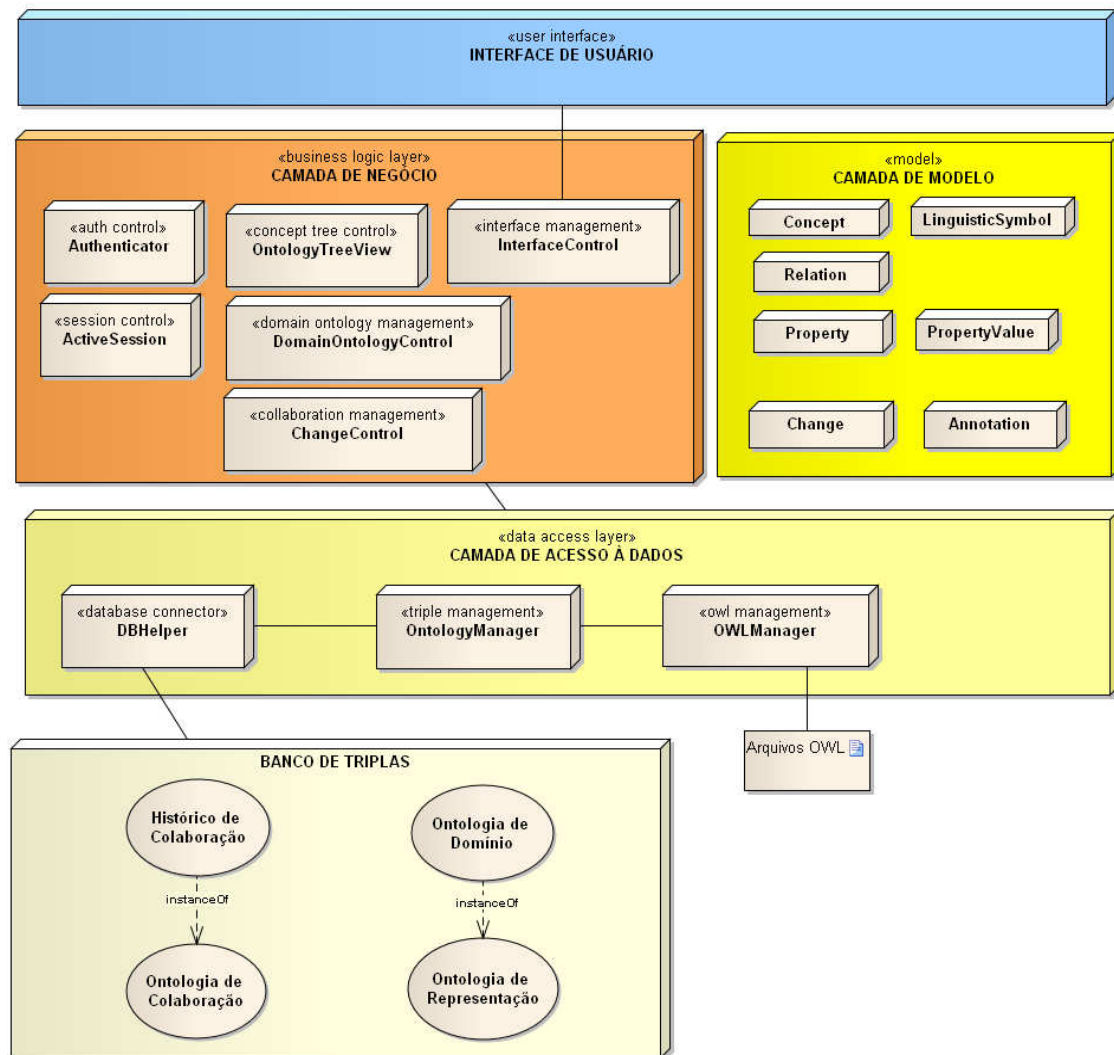 «user interface»
INTERFACE DE USUÁRIO
«business logic layer»
CAMADA DE NEGÓCIO
«auth control»
Authenticator
«concept tree control»
OntologyTreeView
«interface management»
InterfaceControl
«session control»
ActiveSession
«domain ontology management»
DomainOntologyControl
«collaboration management»
ChangeControl
«model»
CAMADA DE MODELO
Concept
LinguisticSymbol
Relation
Property
PropertyValue
Change
Annotation
«data access layer»
CAMADA DE ACESSO À DADOS
«database connector»
DBHelper
«triple management»
OntologyManager
«owl management»
OWLManager
Arquivos OWL
BANCO DE TRIPLAS
Histórico de
Colaboração
Ontologia de
Domínio
instanceOf
instanceOf
Ontologia de
Colaboração
Ontologia de
Representação